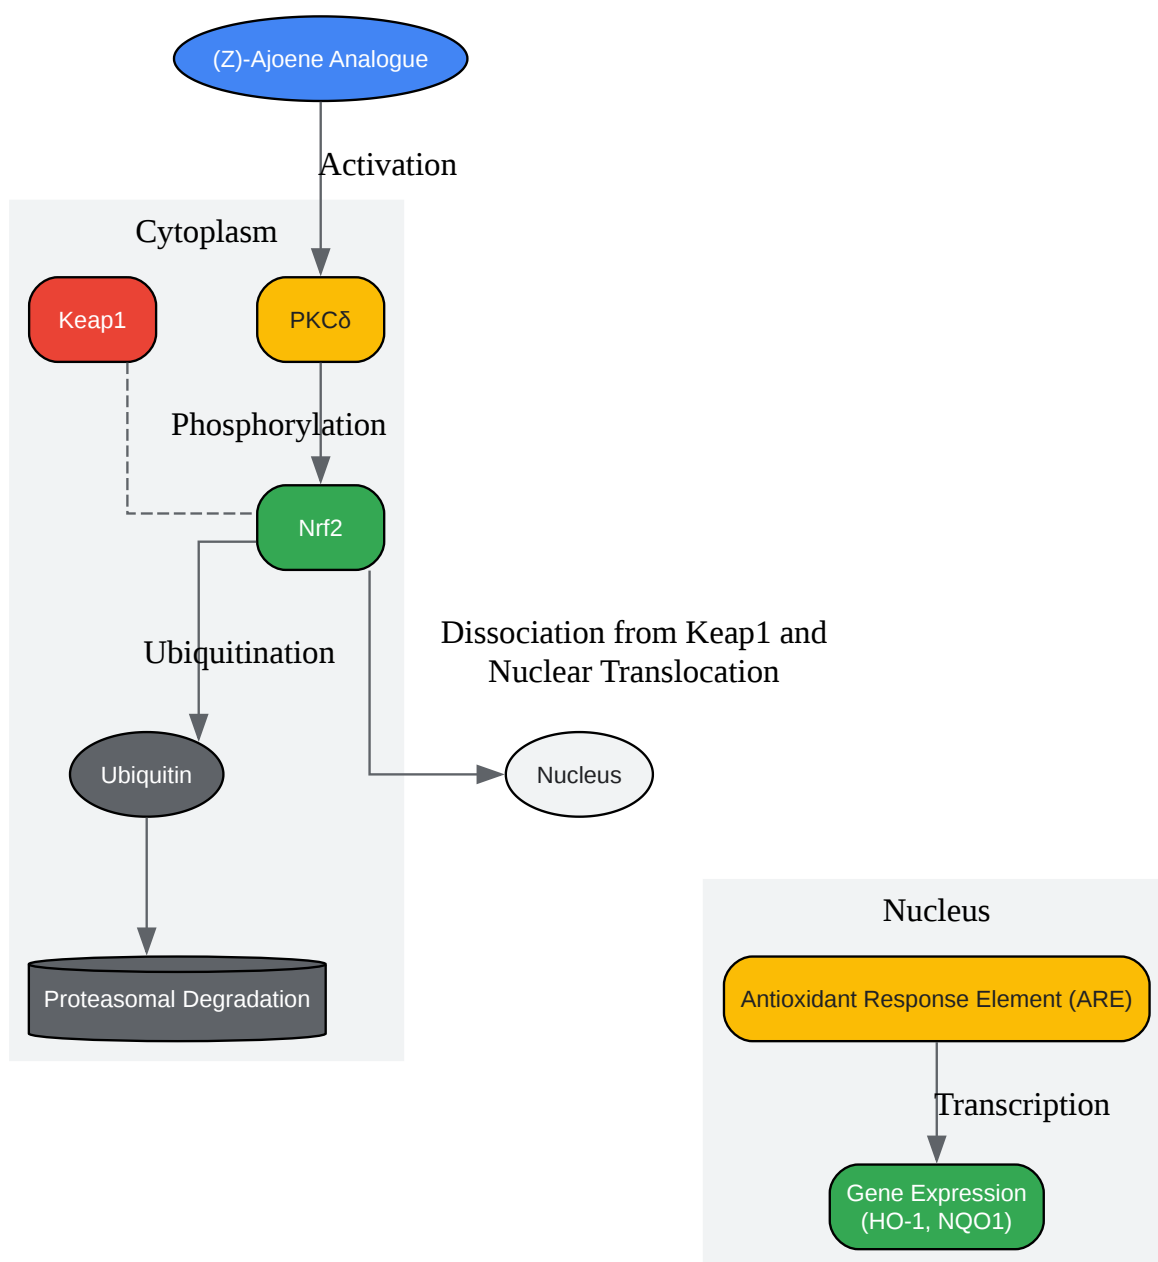 (Z)-Ajoene Analogue
Activation
Cytoplasm
Keap1
PKCδ
Phosphorylation
Nrf2
Ubiquitination
Dissociation from Keap1 and
Nuclear Translocation
Ubiquitin
Nucleus
Proteasomal Degradation
Nucleus
Antioxidant Response Element (ARE)
Transcription
Gene Expression
(HO-1, NQO1)